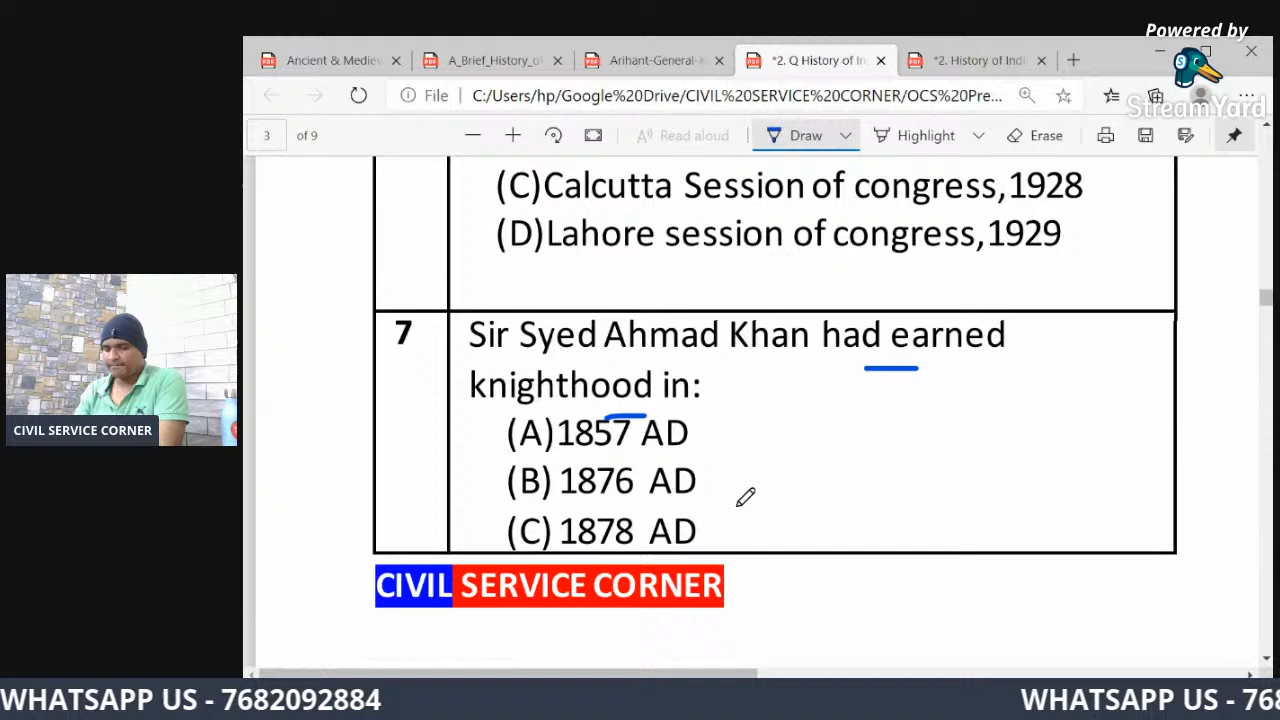 Powered by
StreamYard
Ancient & Mediev
A_Brief_History_of
Arihant-General-K
*2. Q History of In
*2. History of Indi
File C:/Users/hp/Google%20Drive/CIVIL%20SERVICE%20CORNER/OCS%20Pre...
3 of 9 Read aloud Draw Highlight Erase
(C)Calcutta Session of congress,1928
(D)Lahore session of congress,1929
7 Sir Syed Ahmad Khan had earned
knighthood in:
(A)1857 AD
(B) 1876 AD
(C) 1878 AD
CIVIL SERVICE CORNER
CIVIL SERVICE CORNER
WHATSAPP US - 7682092884 WHATSAPP US - 768